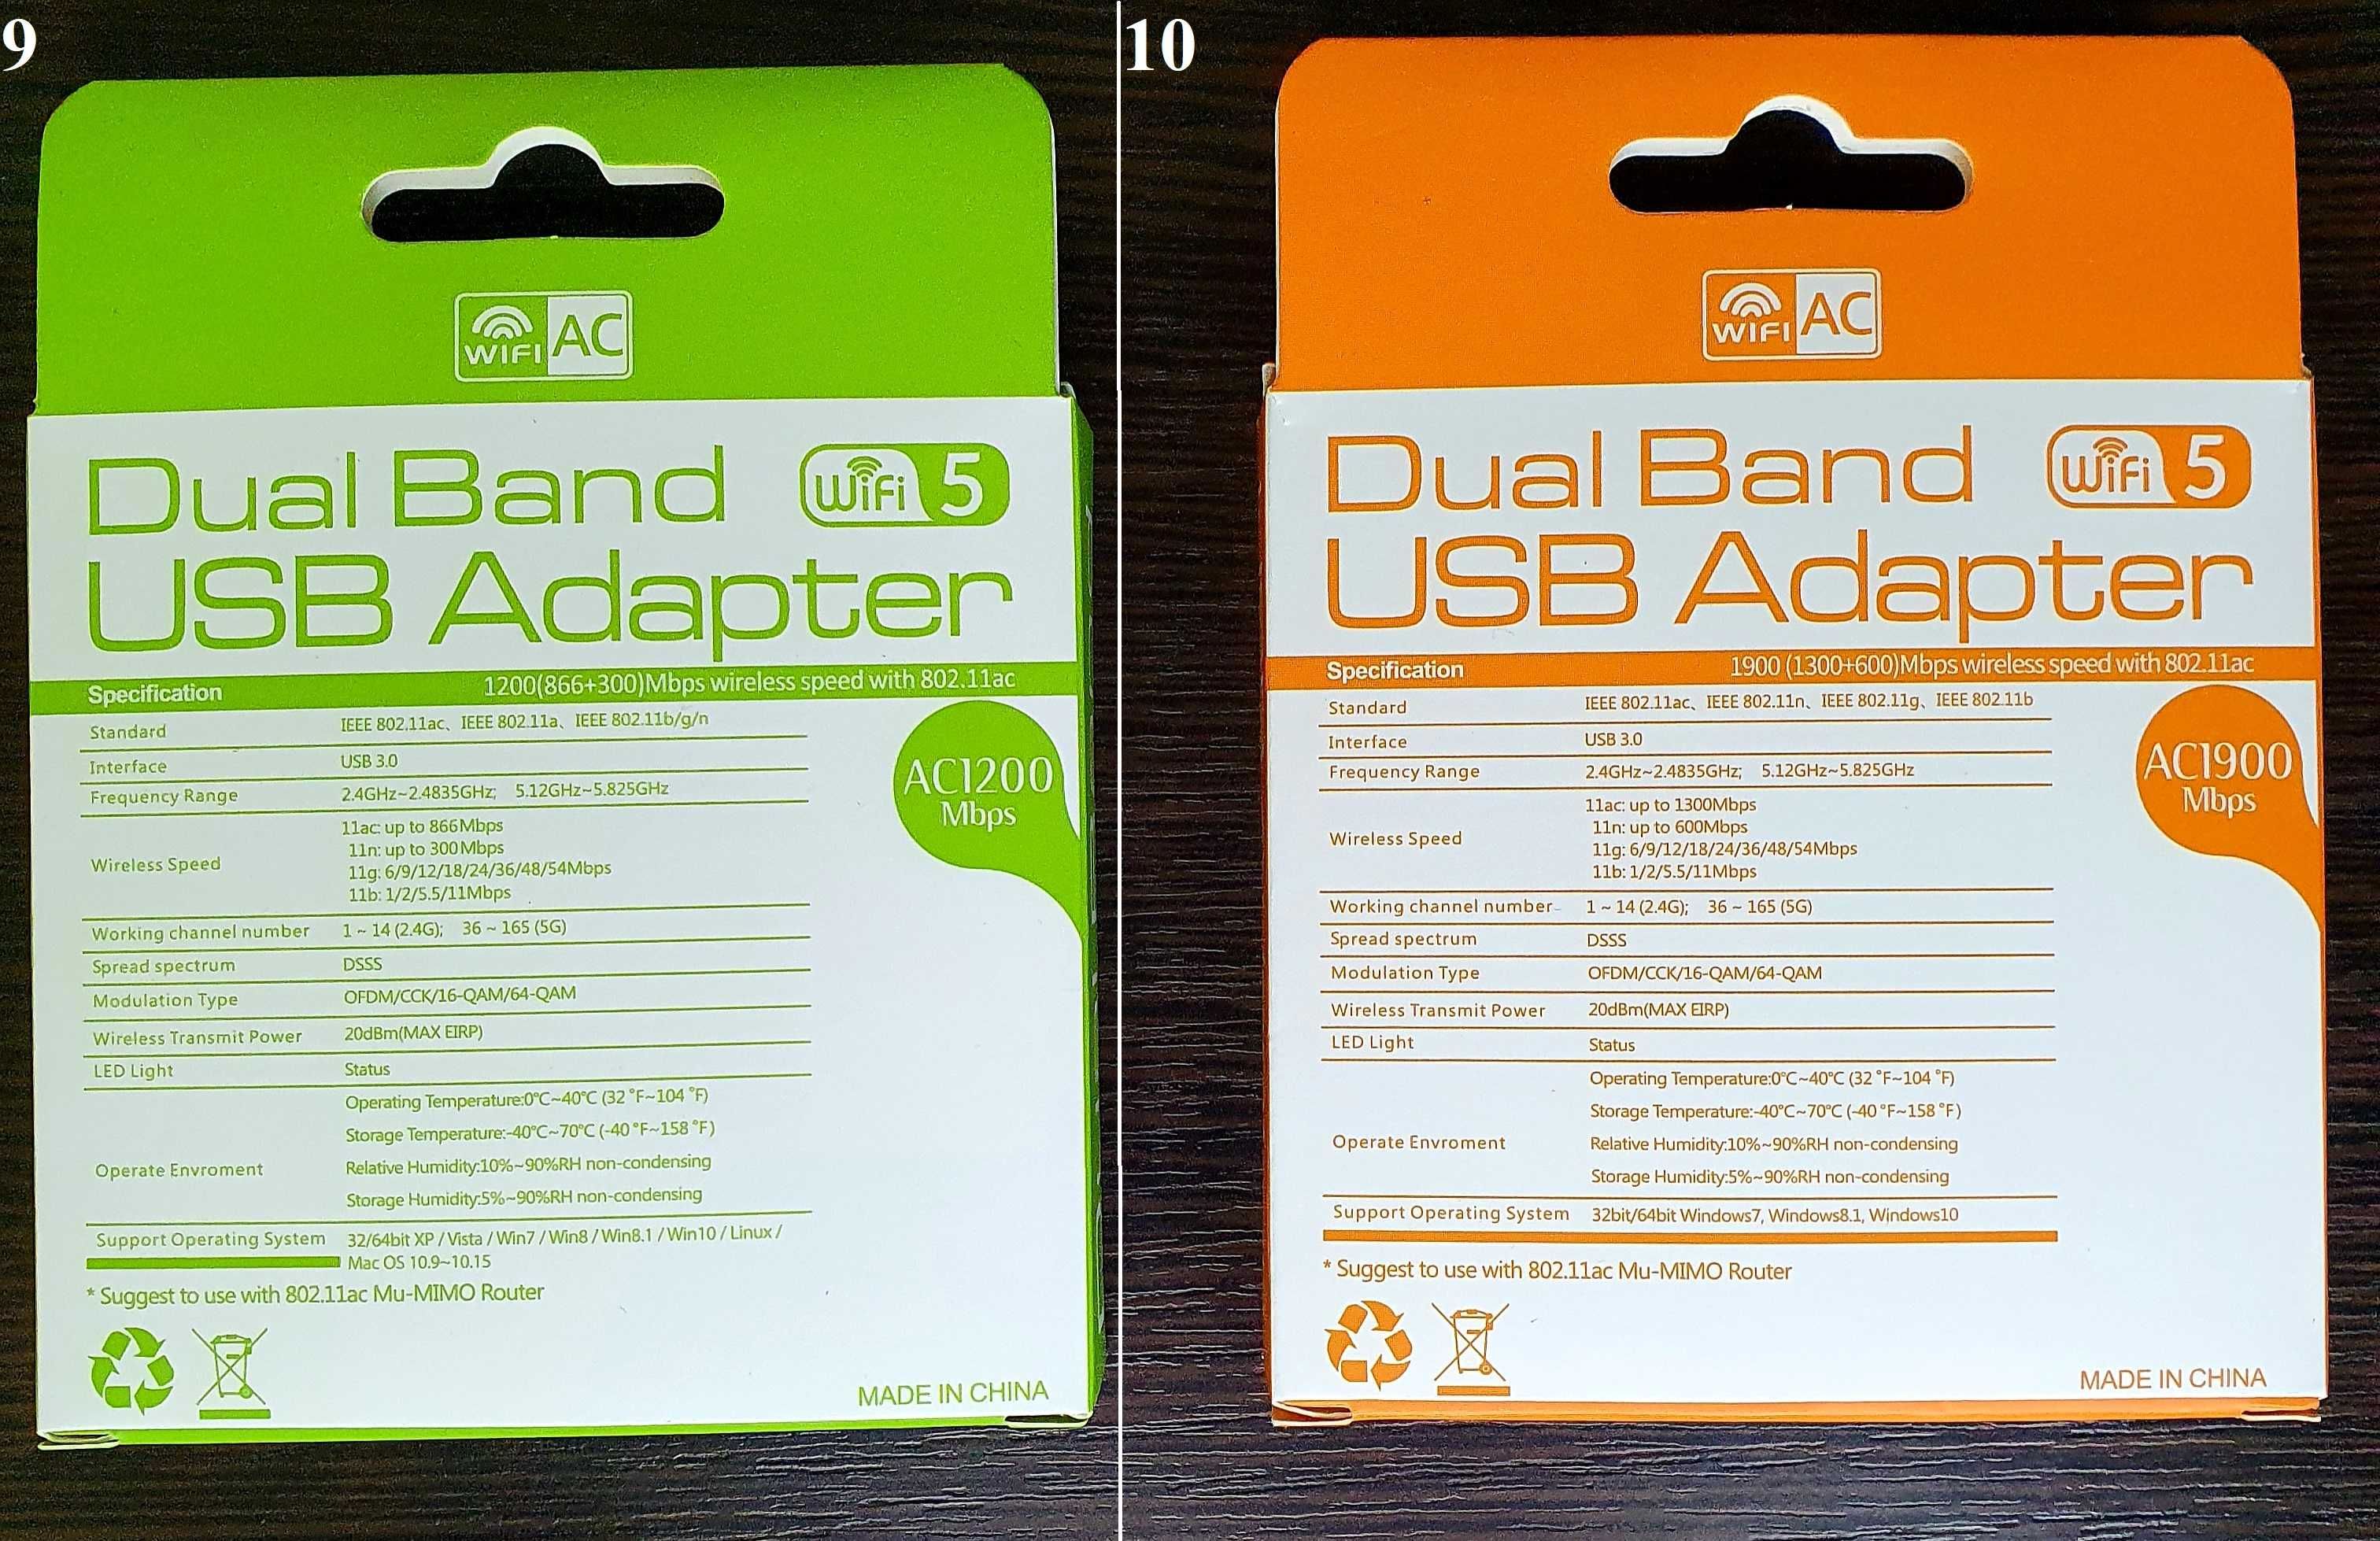 9
WIFI AC
Dual Band WiFi 5
USB Adapter
Specification 1200(866+300)Mbps wireless speed with 802.11ac
Standard IEEE 802.11ac、IEEE 802.11a、IEEE 802.11b/g/n
Interface USB 3.0
Frequency Range 2.4GHz~2.4835GHz; 5.12GHz~5.825GHz
AC1200
Mbps
Wireless Speed
11ac: up to 866Mbps
11n: up to 300Mbps
11g: 6/9/12/18/24/36/48/54Mbps
11b: 1/2/5.5/11Mbps
Working channel number 1 ~ 14 (2.4G); 36 ~ 165 (5G)
Spread spectrum DSSS
Modulation Type OFDM/CCK/16-QAM/64-QAM
Wireless Transmit Power 20dBm(MAX EIRP)
LED Light Status
Operate Envroment
Operating Temperature:0°C~40°C (32 °F~104 °F)
Storage Temperature:-40°C~70°C (-40 °F~158 °F)
Relative Humidity:10%~90%RH non-condensing
Storage Humidity:5%~90%RH non-condensing
Support Operating System 32/64bit XP / Vista / Win7 / Win8 / Win8.1 / Win10 / Linux /
Mac OS 10.9~10.15
* Suggest to use with 802.11ac Mu-MIMO Router
MADE IN CHINA
10
WIFI AC
Dual Band WiFi 5
USB Adapter
Specification 1900 (1300+600)Mbps wireless speed with 802.11ac
Standard IEEE 802.11ac、IEEE 802.11n、IEEE 802.11g、IEEE 802.11b
Interface USB 3.0
Frequency Range 2.4GHz~2.4835GHz; 5.12GHz~5.825GHz
AC1900
Mbps
Wireless Speed
11ac: up to 1300Mbps
11n: up to 600Mbps
11g: 6/9/12/18/24/36/48/54Mbps
11b: 1/2/5.5/11Mbps
Working channel number 1 ~ 14 (2.4G); 36 ~ 165 (5G)
Spread spectrum DSSS
Modulation Type OFDM/CCK/16-QAM/64-QAM
Wireless Transmit Power 20dBm(MAX EIRP)
LED Light Status
Operate Envroment
Operating Temperature:0°C~40°C (32 °F~104 °F)
Storage Temperature:-40°C~70°C (-40 °F~158 °F)
Relative Humidity:10%~90%RH non-condensing
Storage Humidity:5%~90%RH non-condensing
Support Operating System 32bit/64bit Windows7, Windows8.1, Windows10
* Suggest to use with 802.11ac Mu-MIMO Router
MADE IN CHINA